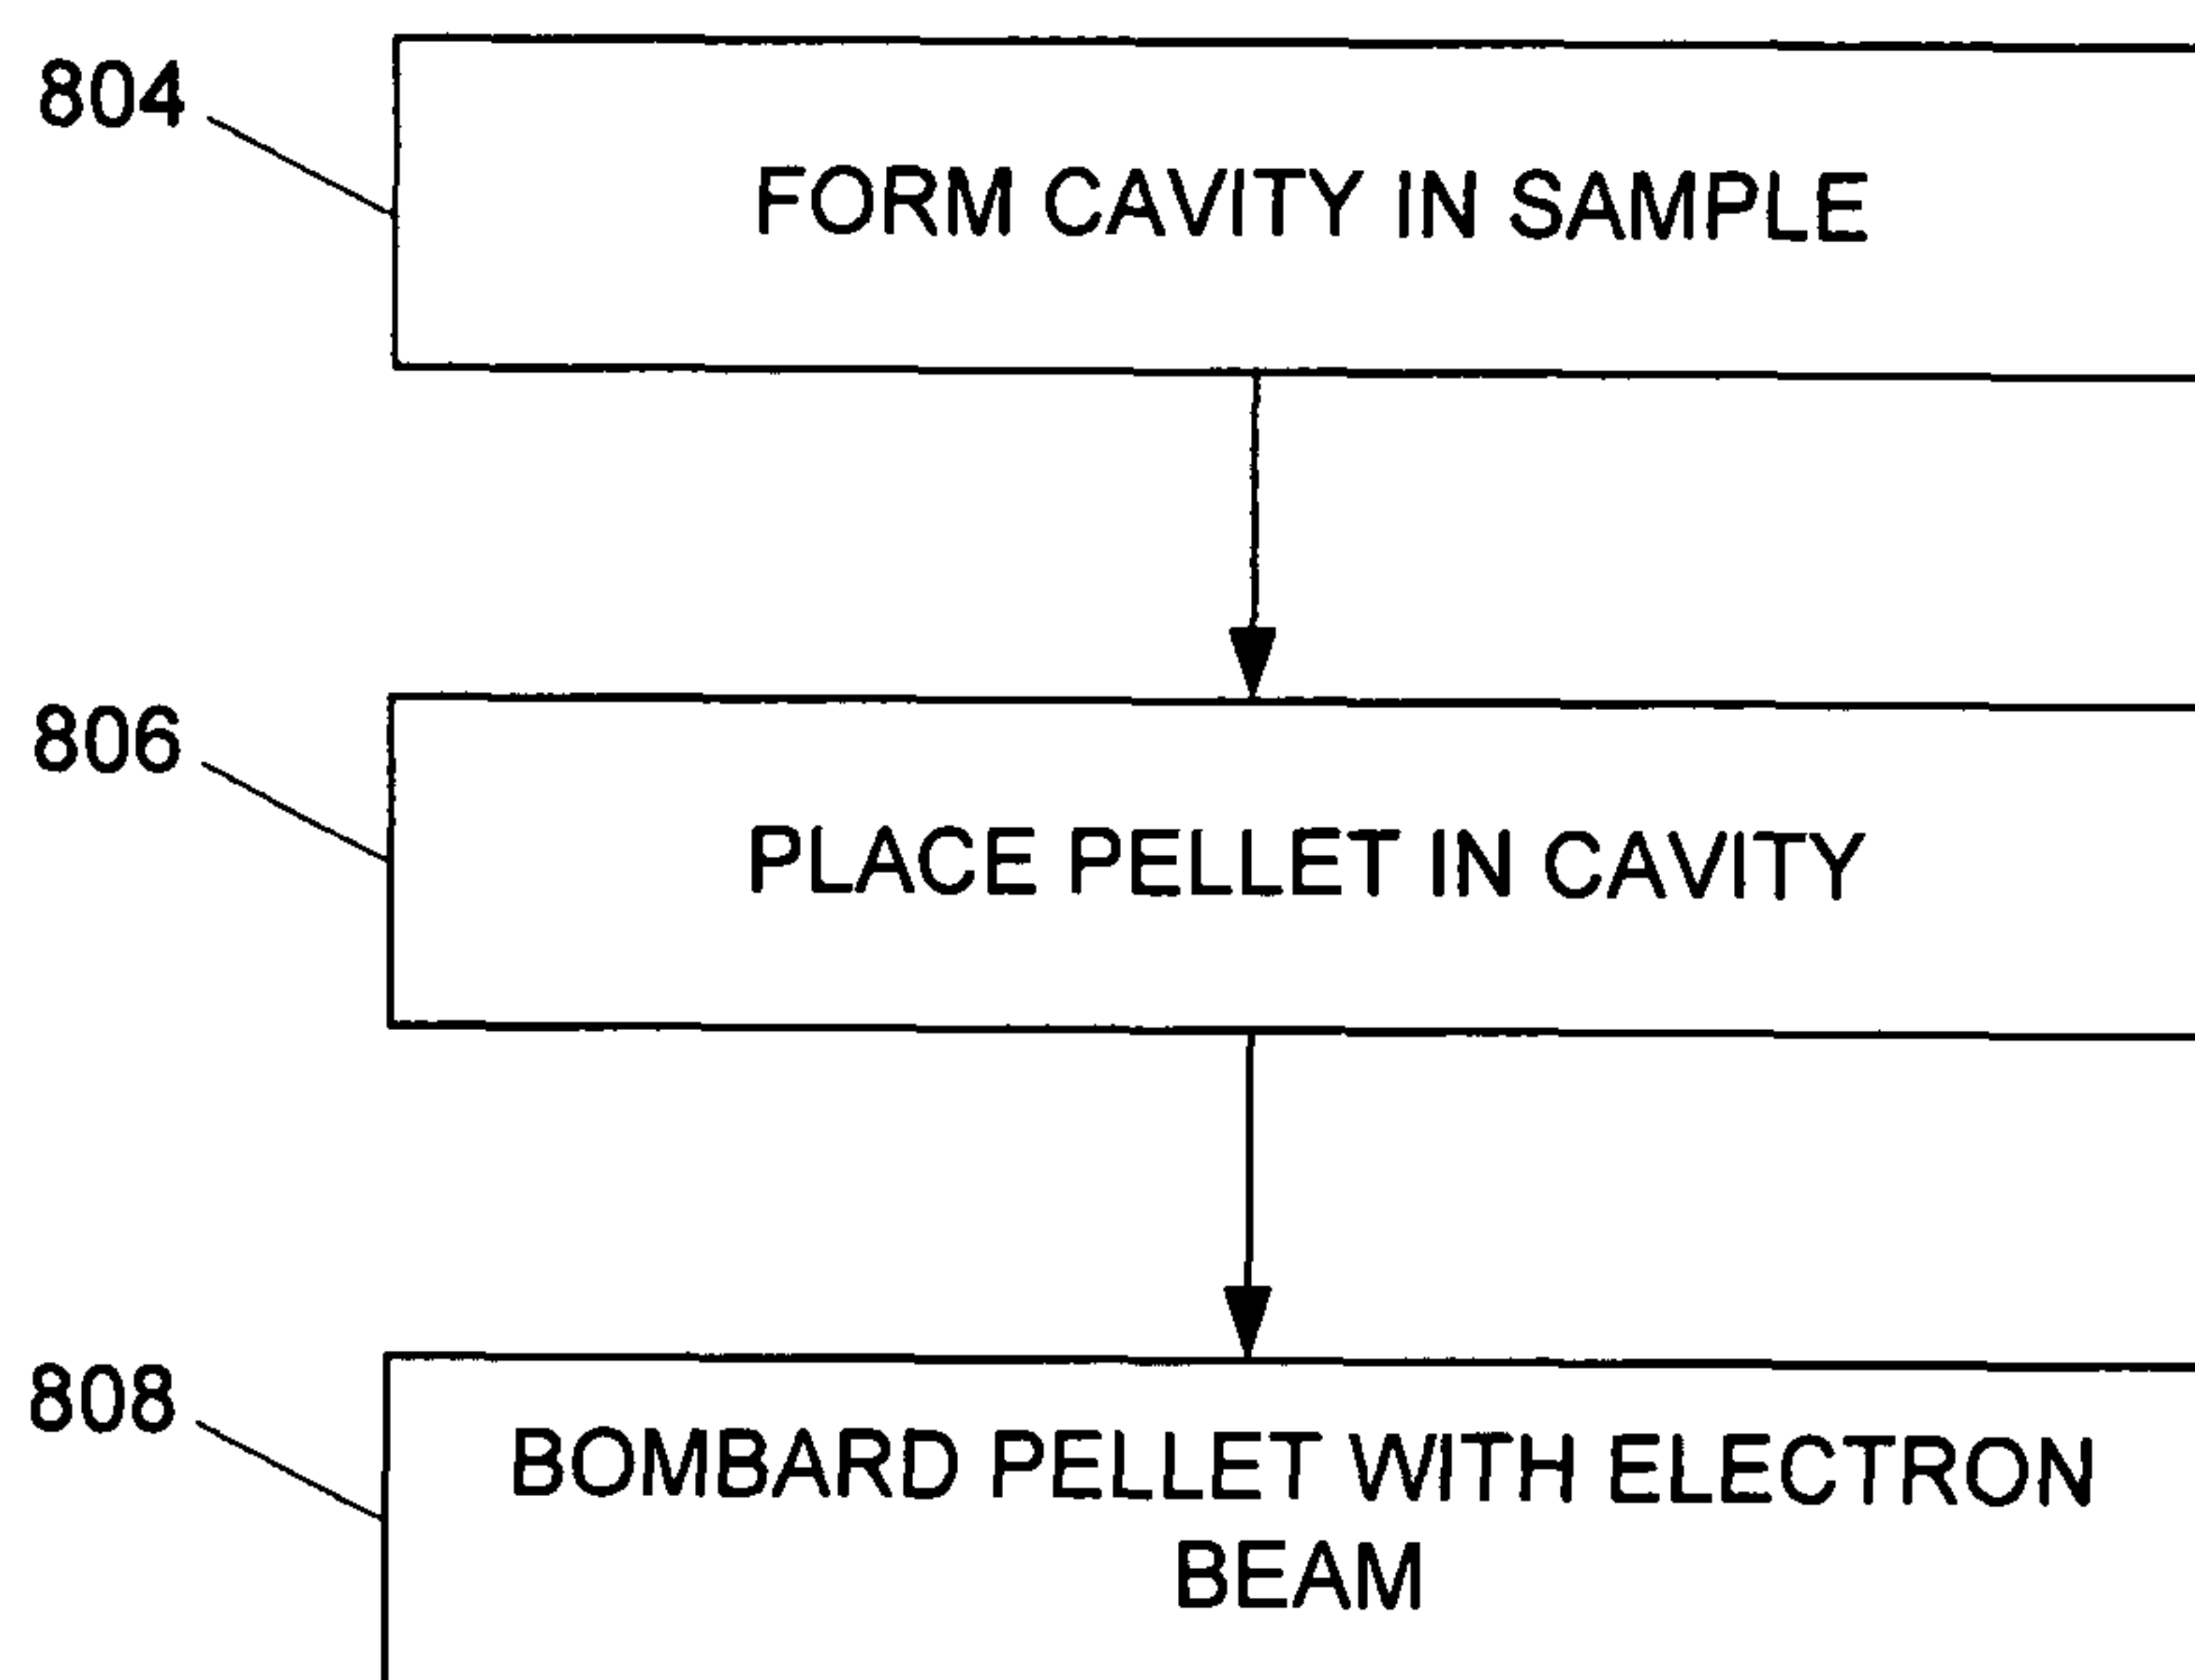 804
FORM CAVITY IN SAMPLE
806
PLACE PELLET IN CAVITY
808
BOMBARD PELLET WITH ELECTRON
BEAM